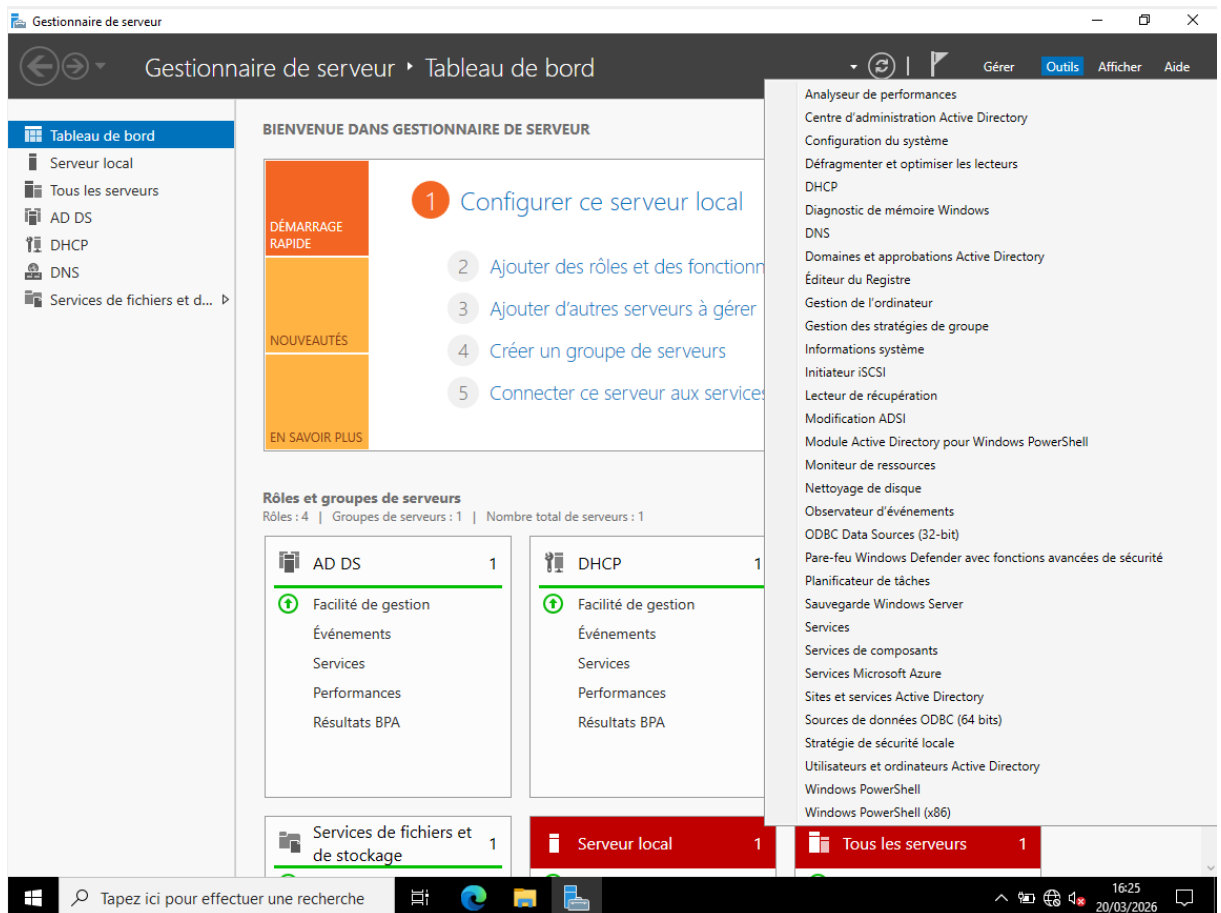 Gestionnaire de serveur
Gestionnaire de serveur ‣ Tableau de bord
Gérer
Outils
Afficher
Aide
Tableau de bord
Serveur local
Tous les serveurs
AD DS
DHCP
DNS
Services de fichiers et d...
BIENVENUE DANS GESTIONNAIRE DE SERVEUR
DÉMARRAGE
RAPIDE
NOUVEAUTÉS
EN SAVOIR PLUS
1 Configurer ce serveur local
2 Ajouter des rôles et des fonctionn
3 Ajouter d'autres serveurs à gérer
4 Créer un groupe de serveurs
5 Connecter ce serveur aux services
Rôles et groupes de serveurs
Rôles : 4 | Groupes de serveurs : 1 | Nombre total de serveurs : 1
AD DS 1
Facilité de gestion
Événements
Services
Performances
Résultats BPA
DHCP 1
Facilité de gestion
Événements
Services
Performances
Résultats BPA
Services de fichiers et
de stockage
1
Serveur local 1
Tous les serveurs 1
Analyseur de performances
Centre d'administration Active Directory
Configuration du système
Défragmenter et optimiser les lecteurs
DHCP
Diagnostic de mémoire Windows
DNS
Domaines et approbations Active Directory
Éditeur du Registre
Gestion de l'ordinateur
Gestion des stratégies de groupe
Informations système
Initiateur iSCSI
Lecteur de récupération
Modification ADSI
Module Active Directory pour Windows PowerShell
Moniteur de ressources
Nettoyage de disque
Observateur d'événements
ODBC Data Sources (32-bit)
Pare-feu Windows Defender avec fonctions avancées de sécurité
Planificateur de tâches
Sauvegarde Windows Server
Services
Services de composants
Services Microsoft Azure
Sites et services Active Directory
Sources de données ODBC (64 bits)
Stratégie de sécurité locale
Utilisateurs et ordinateurs Active Directory
Windows PowerShell
Windows PowerShell (x86)
Tapez ici pour effectuer une recherche
16:25
20/03/2026